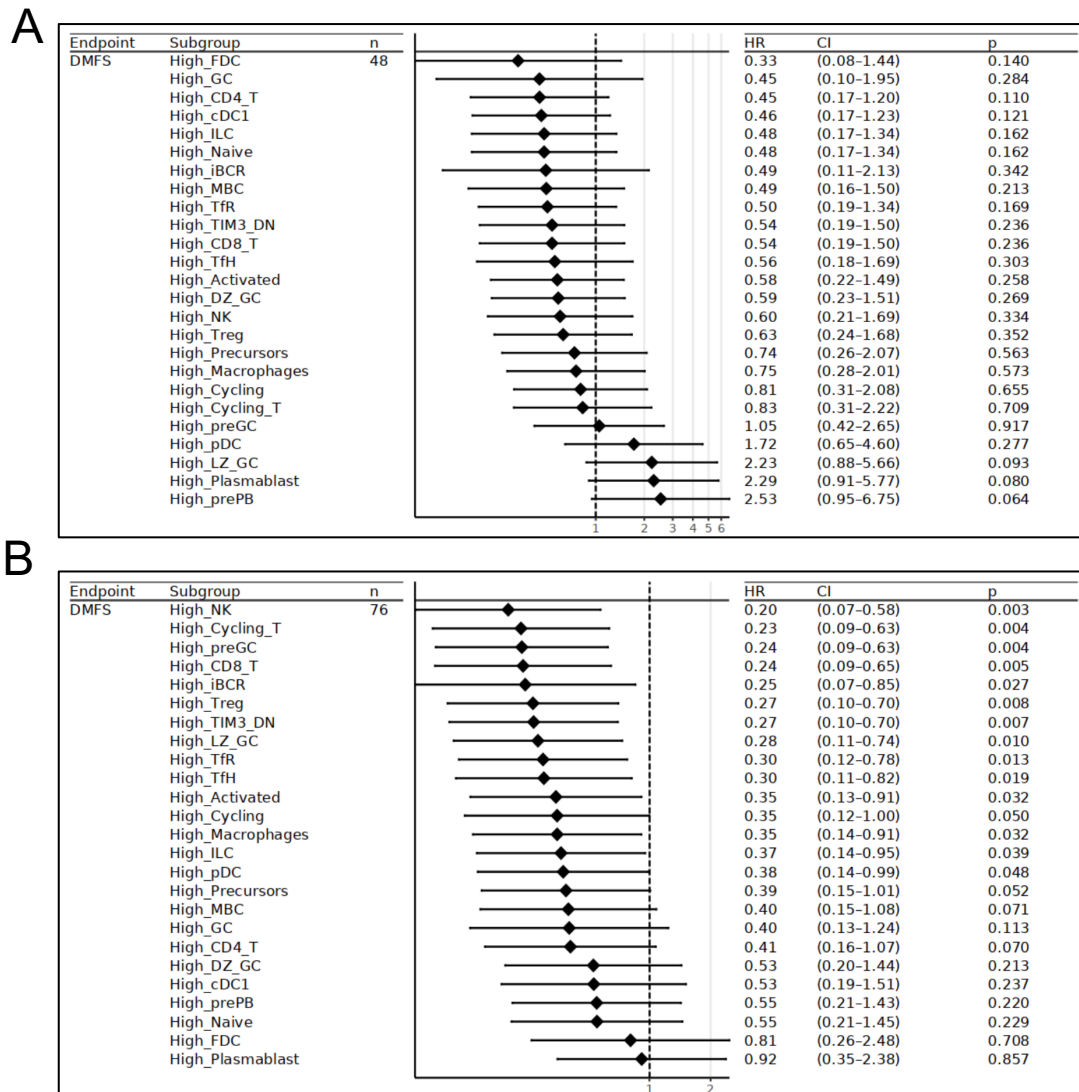 A
Endpoint Subgroup n HR CI p
DMFS High_FDC 48 0.33 (0.08–1.44) 0.140
High_GC 0.45 (0.10–1.95) 0.284
High_CD4_T 0.45 (0.17–1.20) 0.110
High_cDC1 0.46 (0.17–1.23) 0.121
High_ILC 0.48 (0.17–1.34) 0.162
High_Naive 0.48 (0.17–1.34) 0.162
High_iBCR 0.49 (0.11–2.13) 0.342
High_MBC 0.49 (0.16–1.50) 0.213
High_TfR 0.50 (0.19–1.34) 0.169
High_TIM3_DN 0.54 (0.19–1.50) 0.236
High_CD8_T 0.54 (0.19–1.50) 0.236
High_TfH 0.56 (0.18–1.69) 0.303
High_Activated 0.58 (0.22–1.49) 0.258
High_DZ_GC 0.59 (0.23–1.51) 0.269
High_NK 0.60 (0.21–1.69) 0.334
High_Treg 0.63 (0.24–1.68) 0.352
High_Precursors 0.74 (0.26–2.07) 0.563
High_Macrophages 0.75 (0.28–2.01) 0.573
High_Cycling 0.81 (0.31–2.08) 0.655
High_Cycling_T 0.83 (0.31–2.22) 0.709
High_preGC 1.05 (0.42–2.65) 0.917
High_pDC 1.72 (0.65–4.60) 0.277
High_LZ_GC 2.23 (0.88–5.66) 0.093
High_Plasmablast 2.29 (0.91–5.77) 0.080
High_prePB 2.53 (0.95–6.75) 0.064
1 2 3 4 5 6
B
Endpoint Subgroup n HR CI p
DMFS High_NK 76 0.20 (0.07–0.58) 0.003
High_Cycling_T 0.23 (0.09–0.63) 0.004
High_preGC 0.24 (0.09–0.63) 0.004
High_CD8_T 0.24 (0.09–0.65) 0.005
High_iBCR 0.25 (0.07–0.85) 0.027
High_Treg 0.27 (0.10–0.70) 0.008
High_TIM3_DN 0.27 (0.10–0.70) 0.007
High_LZ_GC 0.28 (0.11–0.74) 0.010
High_TfR 0.30 (0.12–0.78) 0.013
High_TfH 0.30 (0.11–0.82) 0.019
High_Activated 0.35 (0.13–0.91) 0.032
High_Cycling 0.35 (0.12–1.00) 0.050
High_Macrophages 0.35 (0.14–0.91) 0.032
High_ILC 0.37 (0.14–0.95) 0.039
High_pDC 0.38 (0.14–0.99) 0.048
High_Precursors 0.39 (0.15–1.01) 0.052
High_MBC 0.40 (0.15–1.08) 0.071
High_GC 0.40 (0.13–1.24) 0.113
High_CD4_T 0.41 (0.16–1.07) 0.070
High_DZ_GC 0.53 (0.20–1.44) 0.213
High_cDC1 0.53 (0.19–1.51) 0.237
High_prePB 0.55 (0.21–1.43) 0.220
High_Naive 0.55 (0.21–1.45) 0.229
High_FDC 0.81 (0.26–2.48) 0.708
High_Plasmablast 0.92 (0.35–2.38) 0.857
1 2